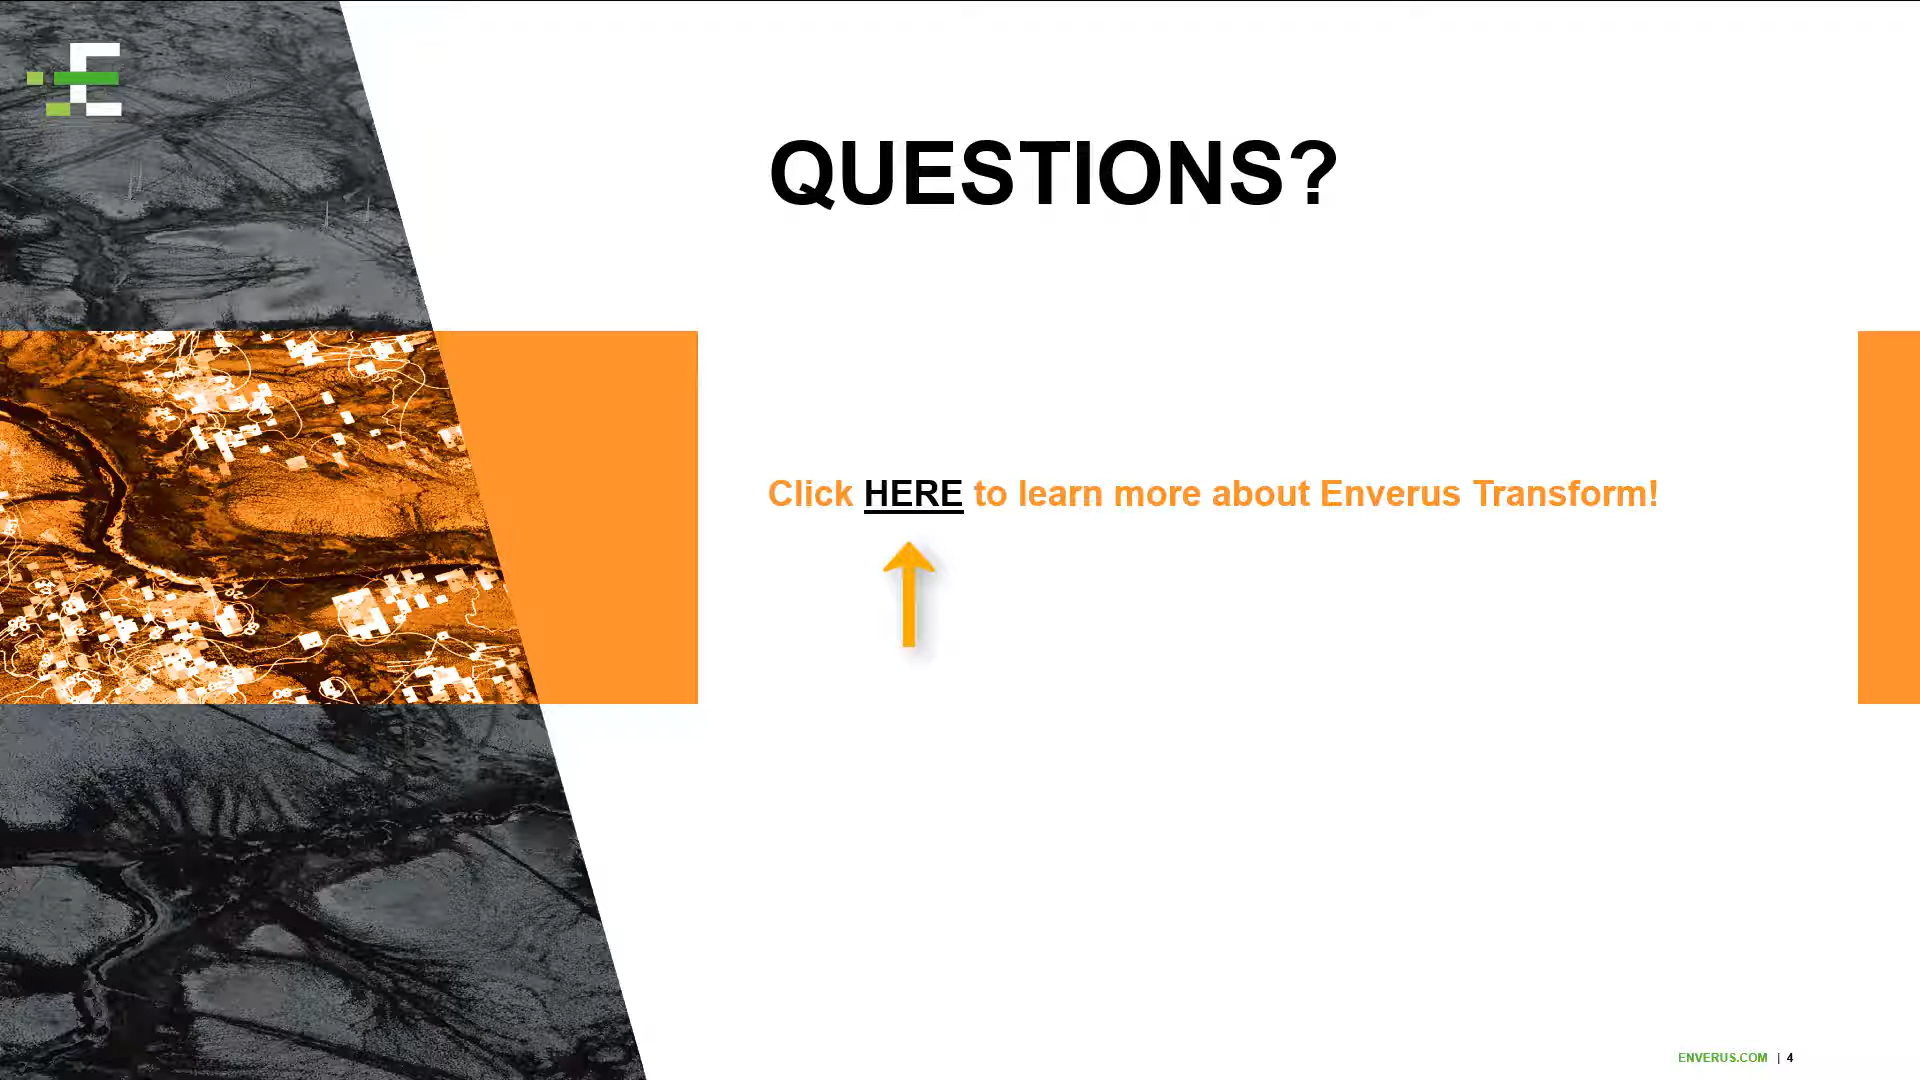 QUESTIONS?
Click HERE to learn more about Enverus Transform!
ENVERUS.COM | 4